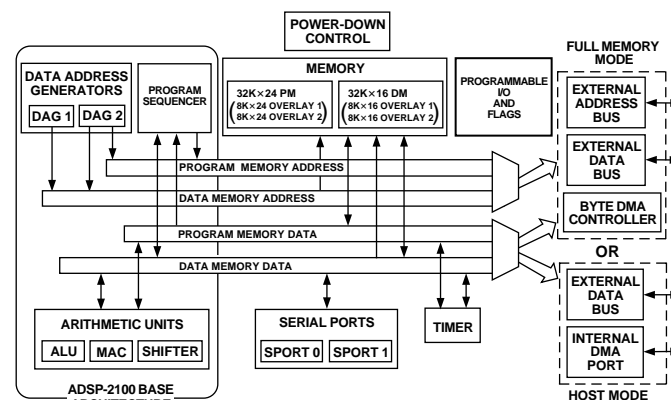 POWER-DOWN
CONTROL
FULL MEMORY
MODE
DATA ADDRESS
GENERATORS
DAG 1 DAG 2
PROGRAM
SEQUENCER
MEMORY
32K×24 PM
(8K×24 OVERLAY 1)
(8K×24 OVERLAY 2)
32K×16 DM
(8K×16 OVERLAY 1)
(8K×16 OVERLAY 2)
PROGRAMMABLE
I/O
AND
FLAGS
EXTERNAL
ADDRESS
BUS
EXTERNAL
DATA
BUS
BYTE DMA
CONTROLLER
OR
PROGRAM MEMORY ADDRESS
DATA MEMORY ADDRESS
PROGRAM MEMORY DATA
DATA MEMORY DATA
EXTERNAL
DATA
BUS
INTERNAL
DMA
PORT
HOST MODE
ARITHMETIC UNITS
ALU MAC SHIFTER
SERIAL PORTS
SPORT 0 SPORT 1
TIMER
ADSP-2100 BASE
ARCHITECTURE